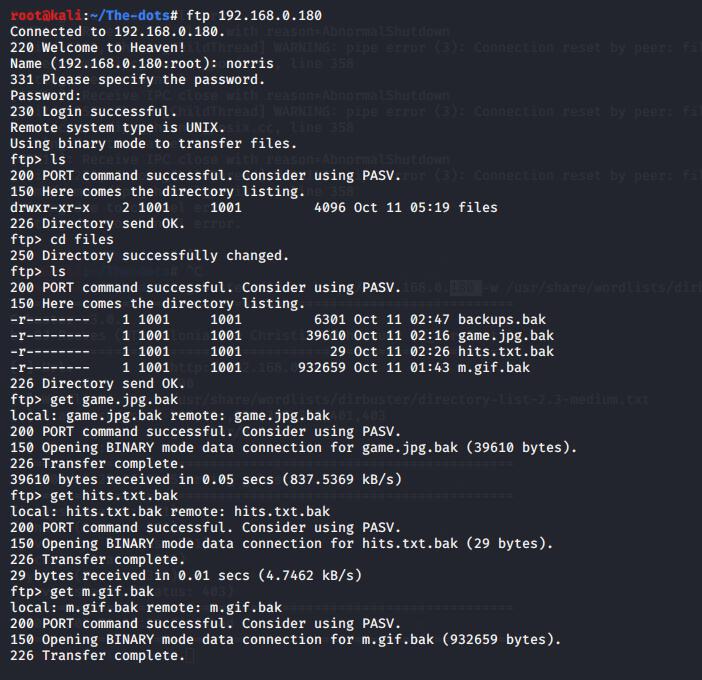 root@kali:~/The-dots# ftp 192.168.0.180
Connected to 192.168.0.180.
220 Welcome to Heaven!
Name (192.168.0.180:root): norris
331 Please specify the password.
Password:
230 Login successful.
Remote system type is UNIX.
Using binary mode to transfer files.
ftp> ls
200 PORT command successful. Consider using PASV.
150 Here comes the directory listing.
drwxr-xr-x    2 1001     1001         4096 Oct 11 05:19 files
226 Directory send OK.
ftp> cd files
250 Directory successfully changed.
ftp> ls
200 PORT command successful. Consider using PASV.
150 Here comes the directory listing.
-r--------    1 1001     1001         6301 Oct 11 02:47 backups.bak
-r--------    1 1001     1001        39610 Oct 11 02:16 game.jpg.bak
-r--------    1 1001     1001           29 Oct 11 02:26 hits.txt.bak
-r--------    1 1001     1001       932659 Oct 11 01:43 m.gif.bak
226 Directory send OK.
ftp> get game.jpg.bak
local: game.jpg.bak remote: game.jpg.bak
200 PORT command successful. Consider using PASV.
150 Opening BINARY mode data connection for game.jpg.bak (39610 bytes).
226 Transfer complete.
39610 bytes received in 0.05 secs (837.5369 kB/s)
ftp> get hits.txt.bak
local: hits.txt.bak remote: hits.txt.bak
200 PORT command successful. Consider using PASV.
150 Opening BINARY mode data connection for hits.txt.bak (29 bytes).
226 Transfer complete.
29 bytes received in 0.01 secs (4.7462 kB/s)
ftp> get m.gif.bak
local: m.gif.bak remote: m.gif.bak
200 PORT command successful. Consider using PASV.
150 Opening BINARY mode data connection for m.gif.bak (932659 bytes).
226 Transfer complete.